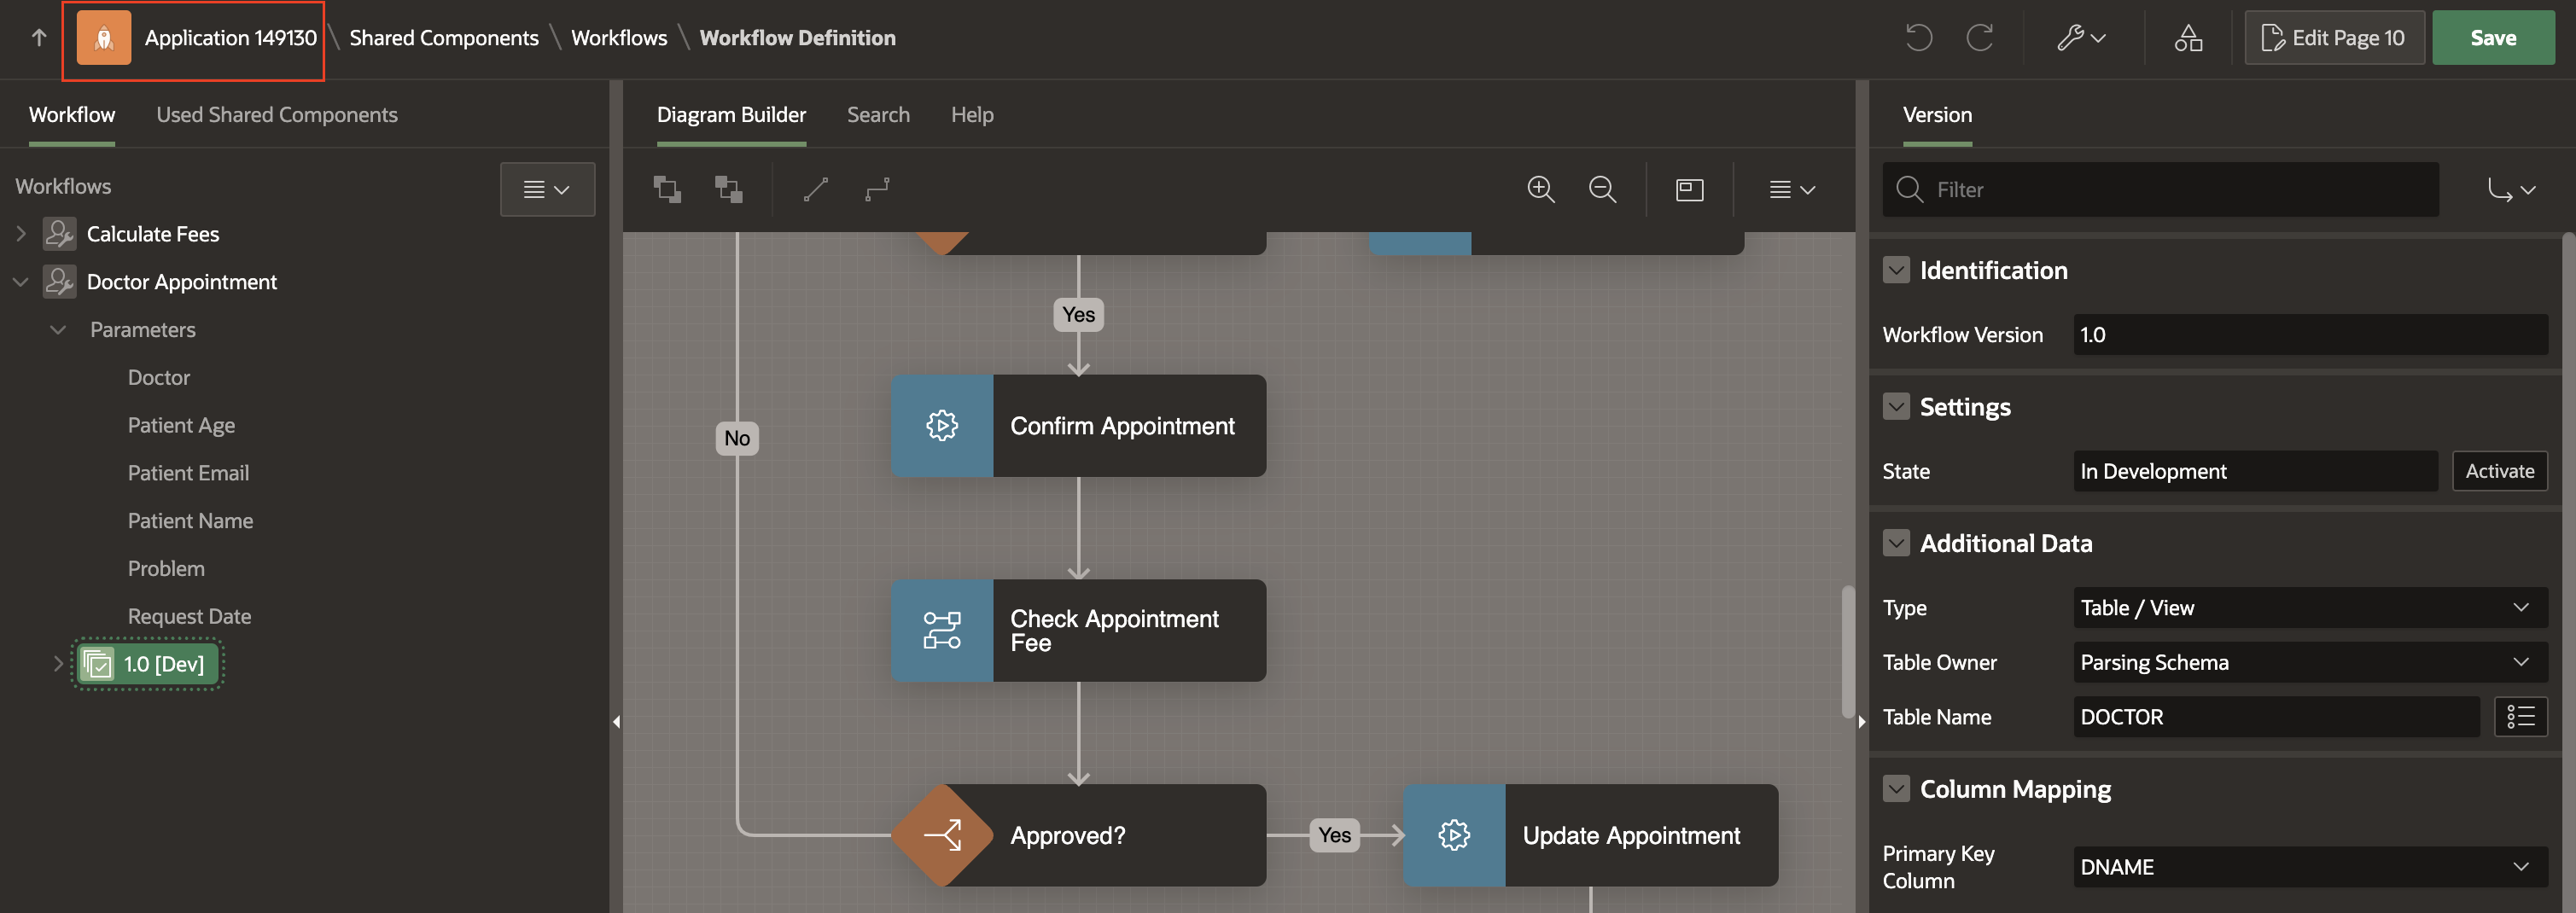 Application 149130 \ Shared Components \ Workflows \ Workflow Definition
Edit Page 10
Save
Workflow
Used Shared Components
Workflows
Calculate Fees
Doctor Appointment
Parameters
Doctor
Patient Age
Patient Email
Patient Name
Problem
Request Date
1.0 [Dev]
Diagram Builder
Search
Help
Yes
No
Confirm Appointment
Check Appointment
Fee
Approved?
Yes
Update Appointment
Version
Filter
Identification
Workflow Version 1.0
Settings
State In Development Activate
Additional Data
Type Table / View
Table Owner Parsing Schema
Table Name DOCTOR
Column Mapping
Primary Key
Column
DNAME